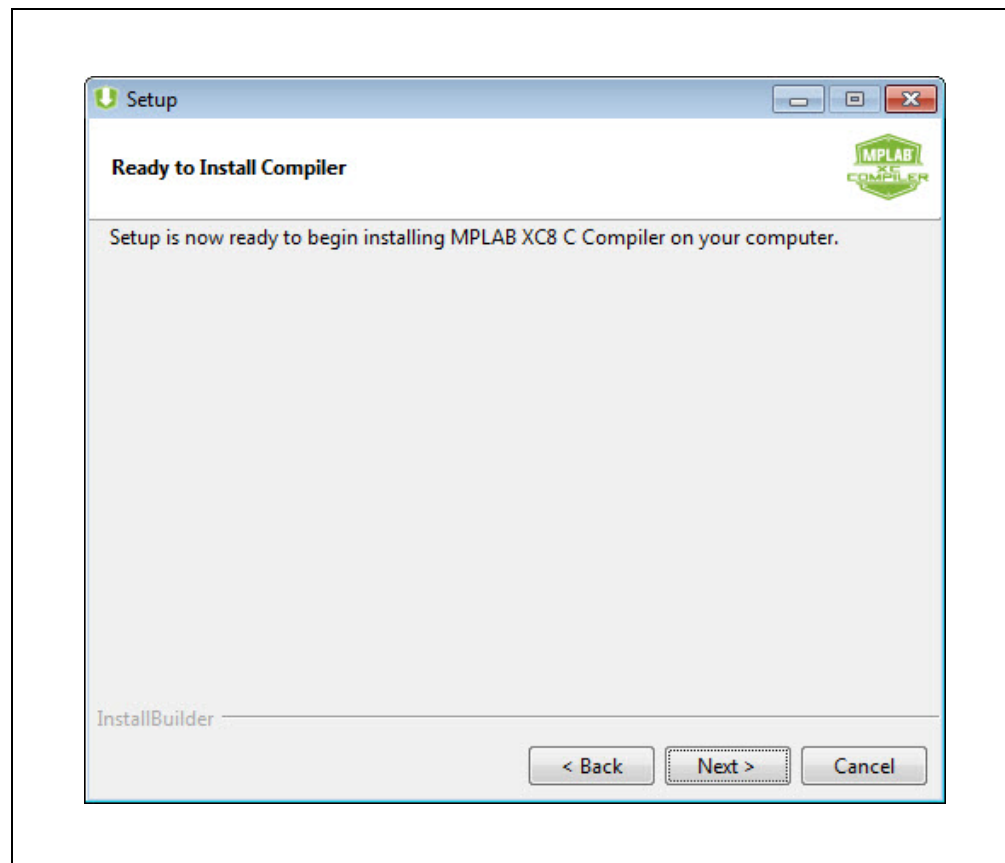 Setup
Ready to Install Compiler
MPLAB
XC
COMPILER
Setup is now ready to begin installing MPLAB XC8 C Compiler on your computer.
InstallBuilder
< Back
Next >
Cancel